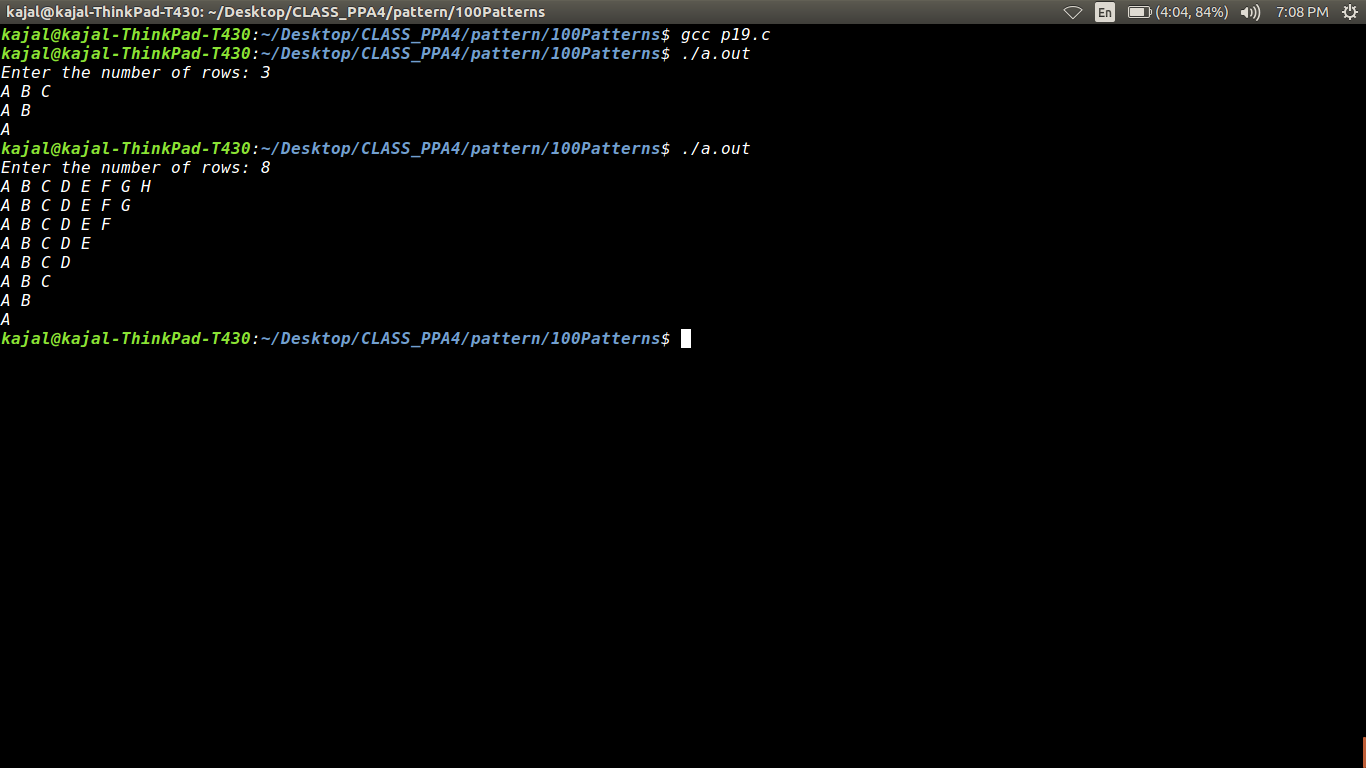 kajal@kajal-ThinkPad-T430: ~/Desktop/CLASS_PPA4/pattern/100Patterns En (4:04, 84%) 7:08 PM
kajal@kajal-ThinkPad-T430:~/Desktop/CLASS_PPA4/pattern/100Patterns$ gcc p19.c
kajal@kajal-ThinkPad-T430:~/Desktop/CLASS_PPA4/pattern/100Patterns$ ./a.out
Enter the number of rows: 3
A B C
A B
A
kajal@kajal-ThinkPad-T430:~/Desktop/CLASS_PPA4/pattern/100Patterns$ ./a.out
Enter the number of rows: 8
A B C D E F G H
A B C D E F G
A B C D E F
A B C D E
A B C D
A B C
A B
A
kajal@kajal-ThinkPad-T430:~/Desktop/CLASS_PPA4/pattern/100Patterns$